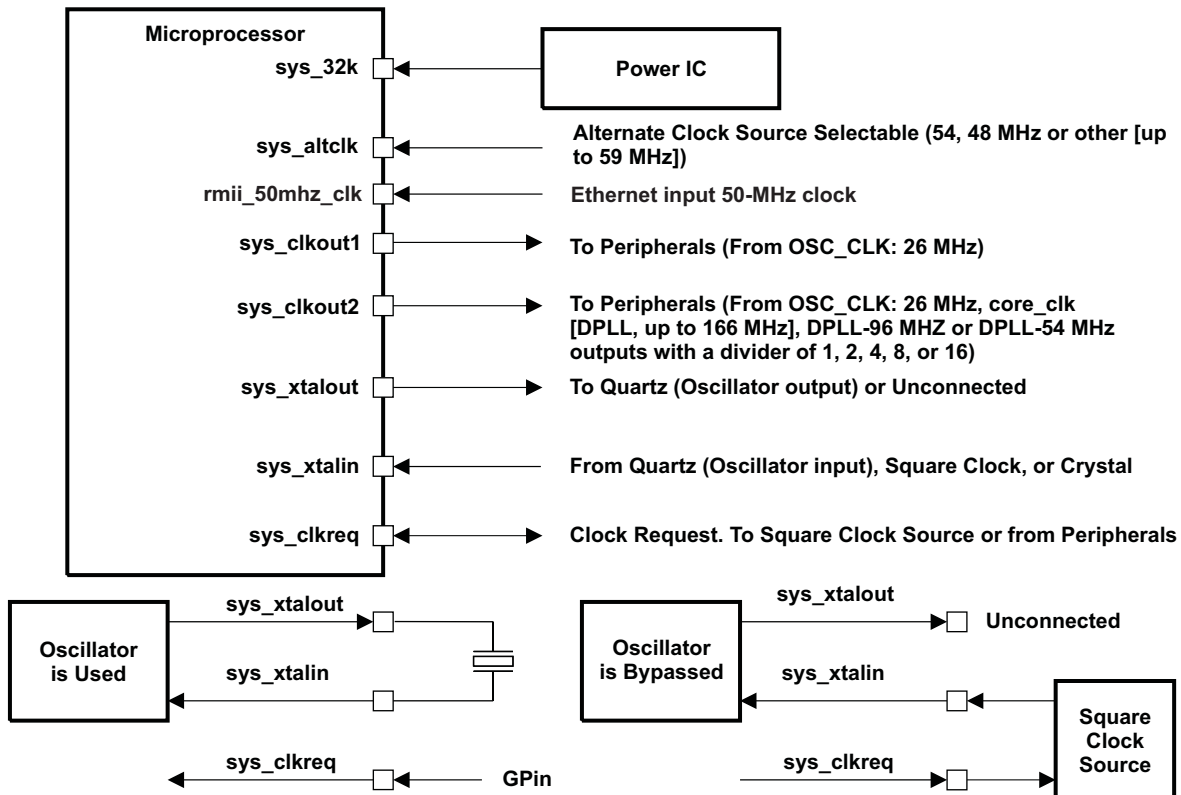 Microprocessor
sys_32k
Power IC
sys_altclk
Alternate Clock Source Selectable (54, 48 MHz or other [up
to 59 MHz])
rmii_50mhz_clk
Ethernet input 50-MHz clock
sys_clkout1
To Peripherals (From OSC_CLK: 26 MHz)
sys_clkout2
To Peripherals (From OSC_CLK: 26 MHz, core_clk
[DPLL, up to 166 MHz], DPLL-96 MHZ or DPLL-54 MHz
outputs with a divider of 1, 2, 4, 8, or 16)
sys_xtalout
To Quartz (Oscillator output) or Unconnected
sys_xtalin
From Quartz (Oscillator input), Square Clock, or Crystal
sys_clkreq
Clock Request. To Square Clock Source or from Peripherals
Oscillator
is Used
sys_xtalout
sys_xtalin
sys_clkreq
GPin
Oscillator
is Bypassed
sys_xtalout
Unconnected
sys_xtalin
sys_clkreq
Square
Clock
Source